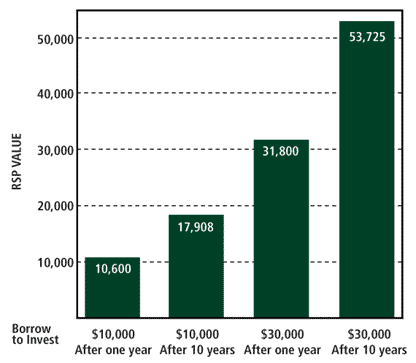 50,000
40,000
30,000
20,000
10,000
RSP VALUE
10,600
17,908
31,800
53,725
Borrow
to Invest
$10,000
After one year
$10,000
After 10 years
$30,000
After one year
$30,000
After 10 years